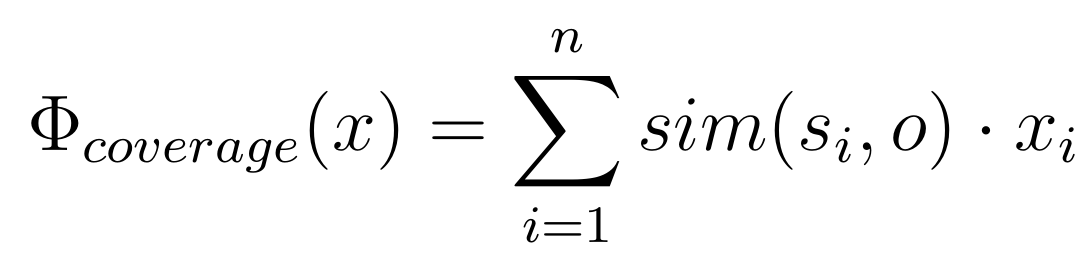 Φ_{coverage}(x) = \sum_{i=1}^{n} sim(s_i, o) · x_i